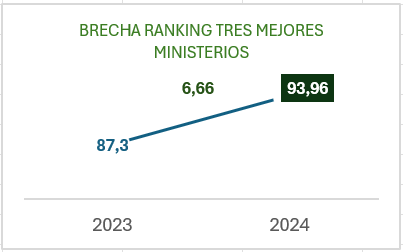 BRECHA RANKING TRES MEJORES
MINISTERIOS
6,66
93,96
87,3
2023
2024